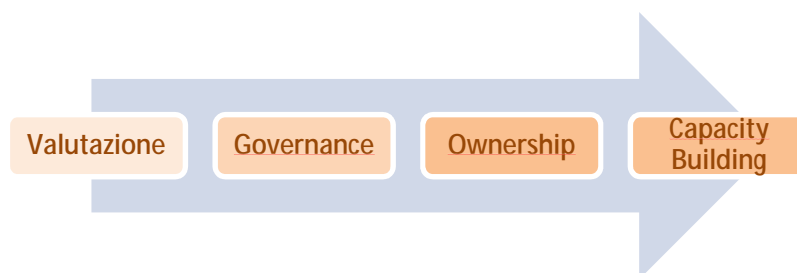 Valutazione
Governance
Ownership
Capacity
Building